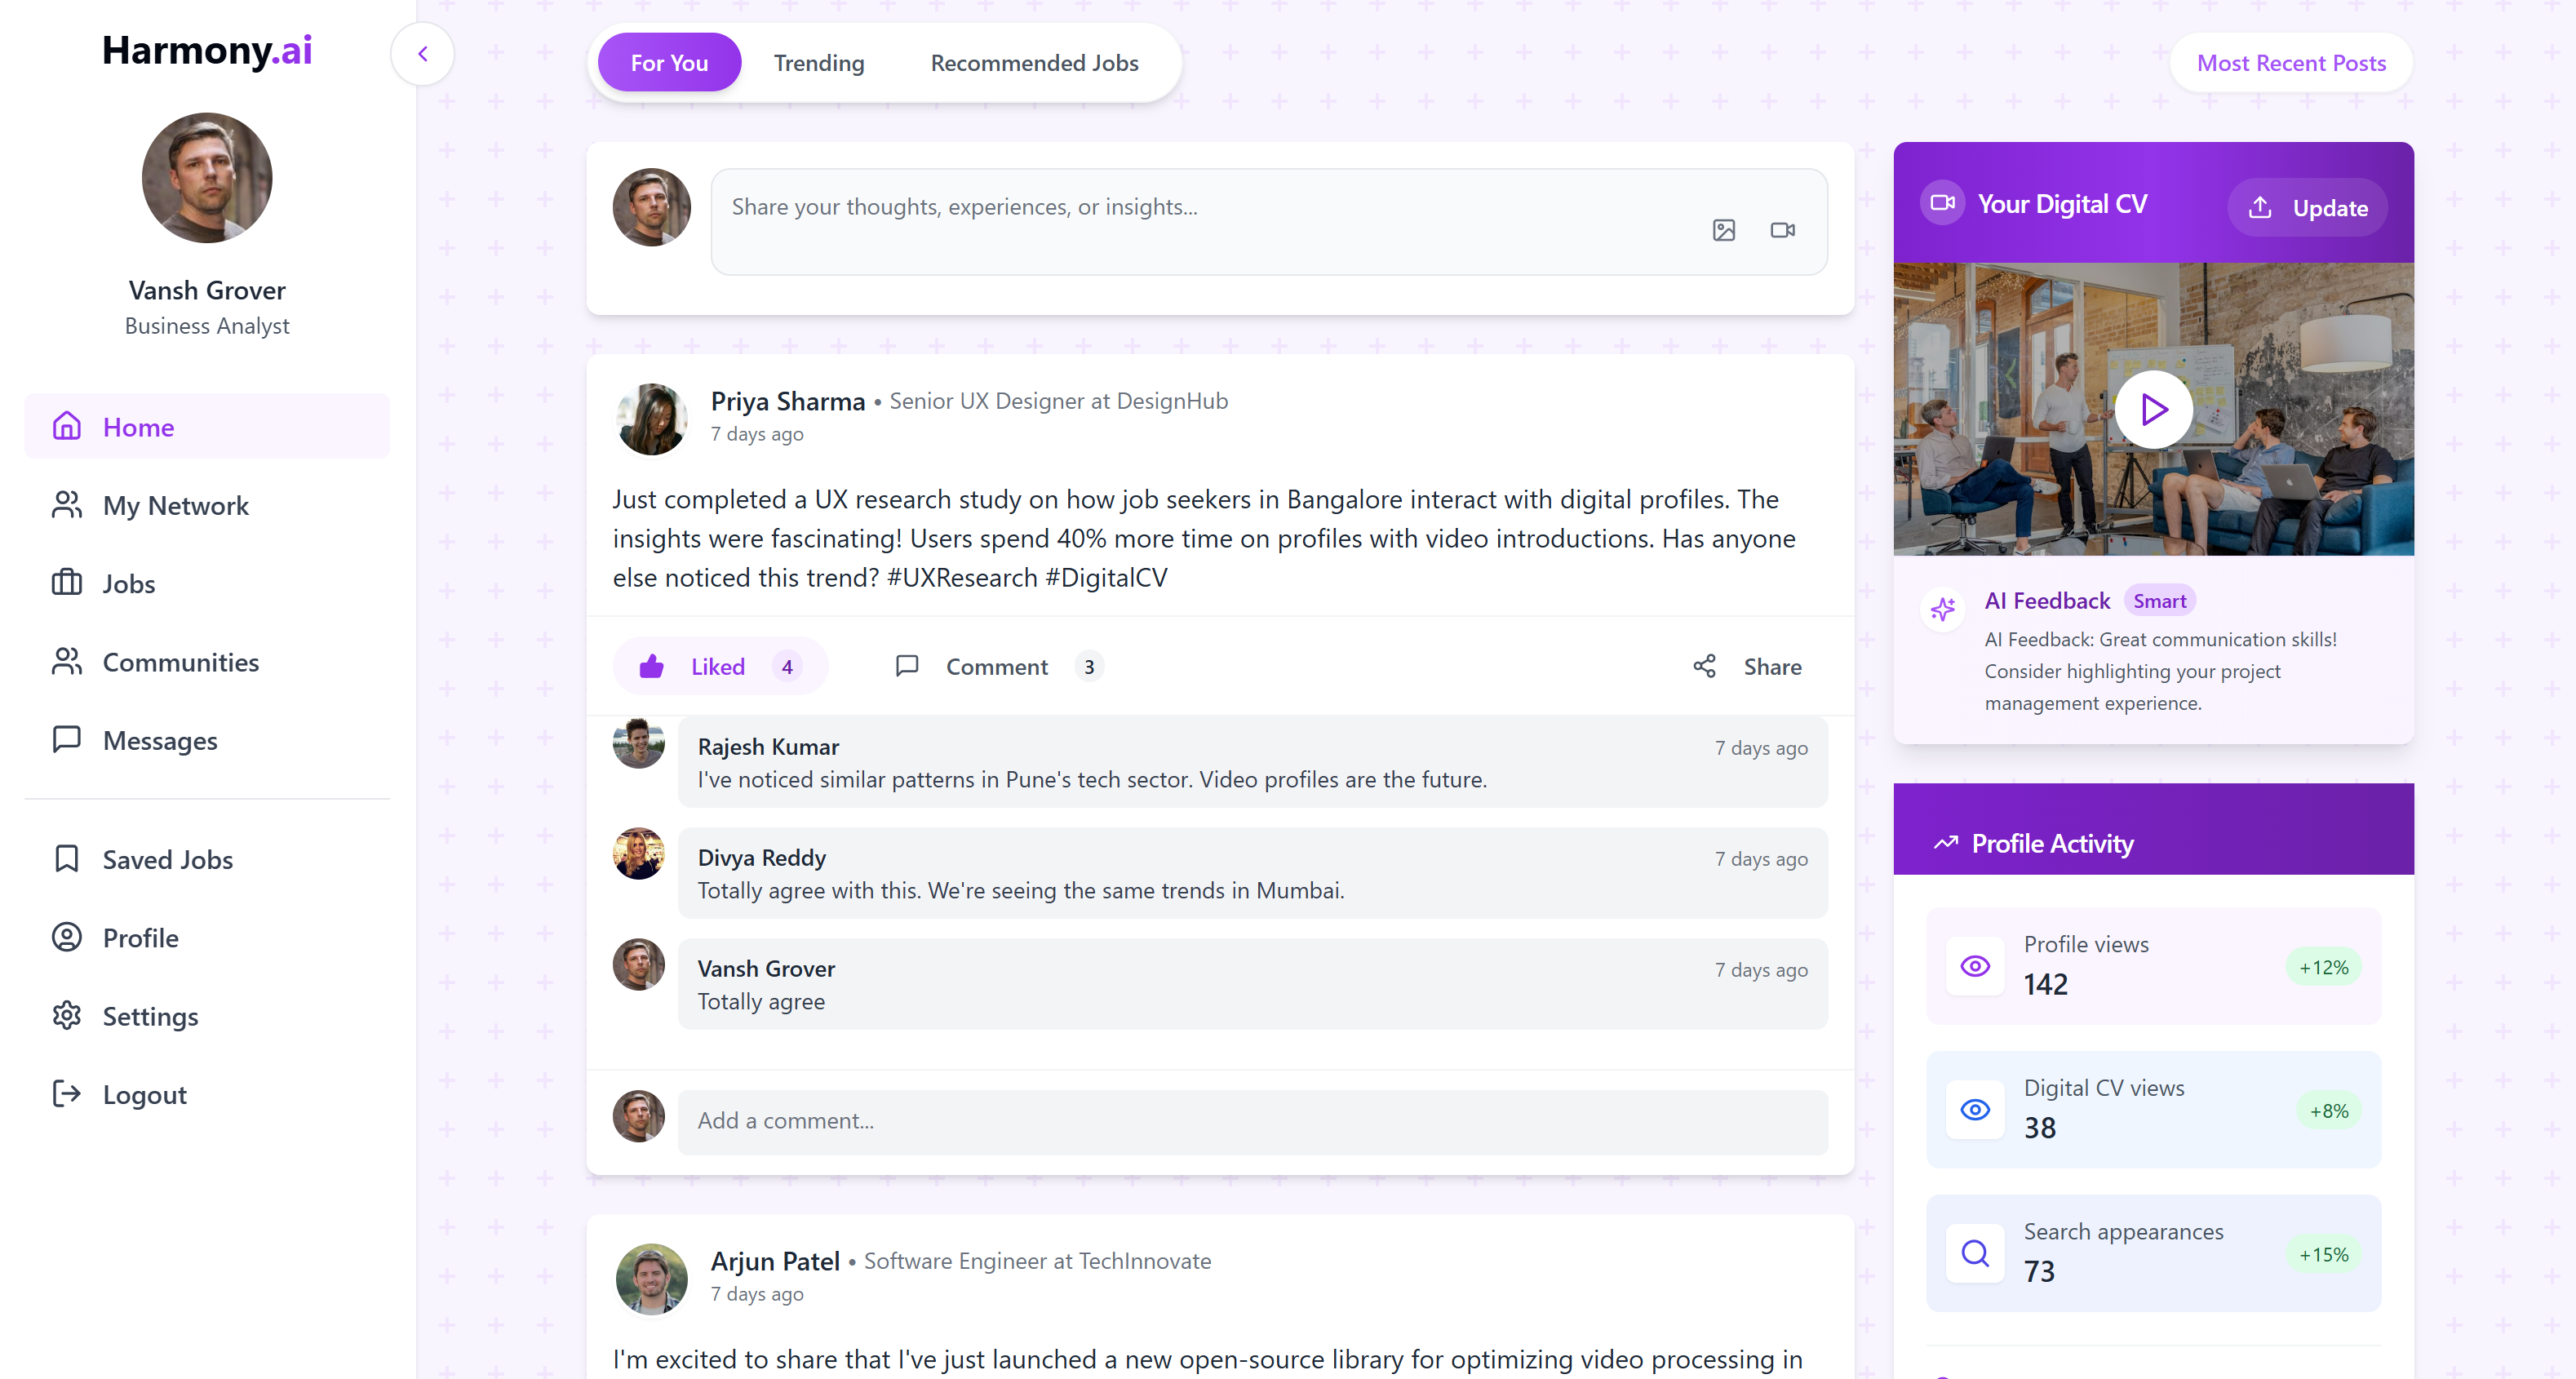 Harmony.ai
Vansh Grover
Business Analyst
Home
My Network
Jobs
Communities
Messages
Saved Jobs
Profile
Settings
Logout
For You
Trending
Recommended Jobs
Most Recent Posts
Share your thoughts, experiences, or insights...
Priya Sharma • Senior UX Designer at DesignHub
7 days ago
Just completed a UX research study on how job seekers in Bangalore interact with digital profiles. The
insights were fascinating! Users spend 40% more time on profiles with video introductions. Has anyone
else noticed this trend? #UXResearch #DigitalCV
Liked 4
Comment 3
Share
Rajesh Kumar
7 days ago
I've noticed similar patterns in Pune's tech sector. Video profiles are the future.
Divya Reddy
7 days ago
Totally agree with this. We're seeing the same trends in Mumbai.
Vansh Grover
7 days ago
Totally agree
Add a comment...
Arjun Patel • Software Engineer at TechInnovate
7 days ago
I'm excited to share that I've just launched a new open-source library for optimizing video processing in
Your Digital CV
Update
AI Feedback Smart
AI Feedback: Great communication skills!
Consider highlighting your project
management experience.
Profile Activity
Profile views
142
+12%
Digital CV views
38
+8%
Search appearances
73
+15%